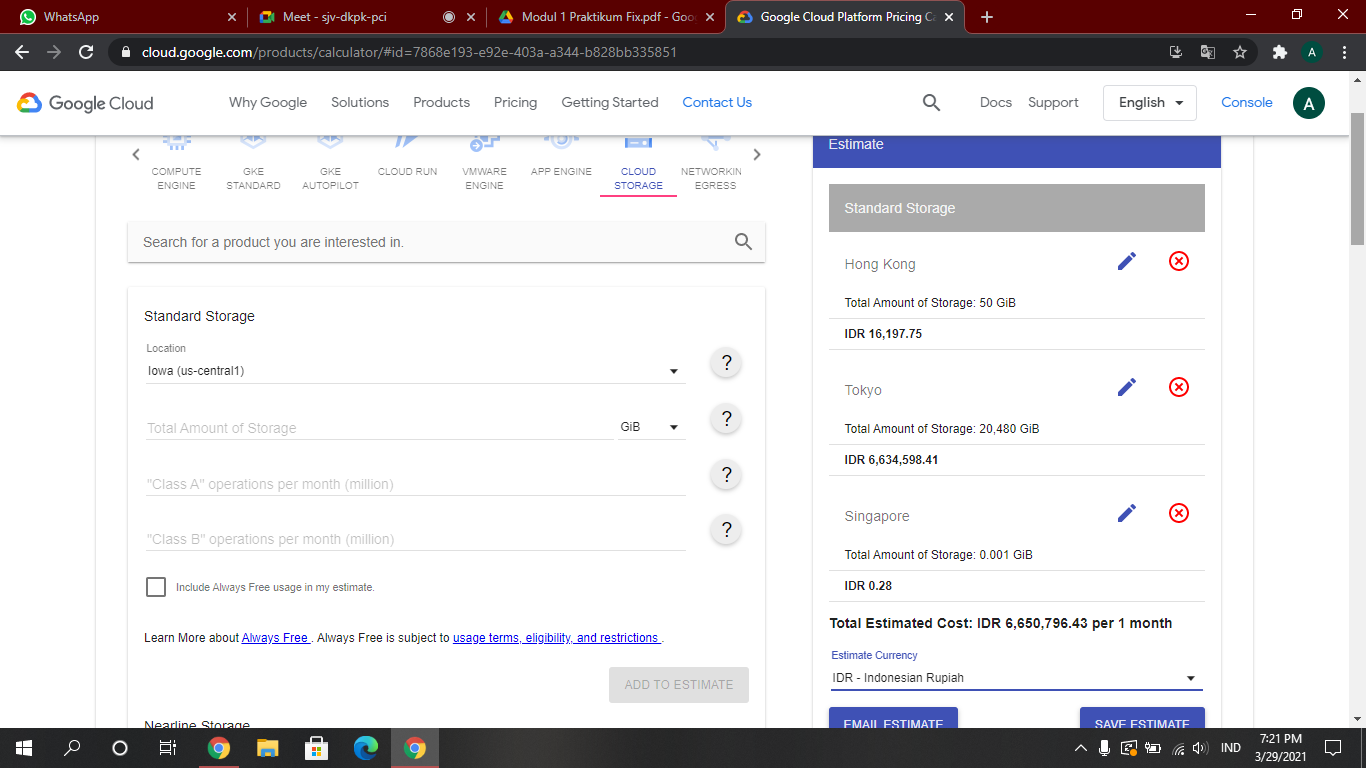 WhatsApp
Meet - sjv-dkpk-pci
Modul 1 Praktikum Fix.pdf - Goo
Google Cloud Platform Pricing Ca
cloud.google.com/products/calculator/#id=7868e193-e92e-403a-a344-b828bb335851
A
Google Cloud
Why Google
Solutions
Products
Pricing
Getting Started
Contact Us
Docs
Support
English
Console
A
COMPUTE
ENGINE
GKE
STANDARD
GKE
AUTOPILOT
CLOUD RUN
VMWARE
ENGINE
APP ENGINE
CLOUD
STORAGE
NETWORKIN
EGRESS
Search for a product you are interested in.
Standard Storage
Location
Iowa (us-central1)
?
Total Amount of Storage
GiB
?
"Class A" operations per month (million)
?
"Class B" operations per month (million)
?
Include Always Free usage in my estimate.
Learn More about Always Free . Always Free is subject to usage terms, eligibility, and restrictions .
ADD TO ESTIMATE
Nearline Storage
Estimate
Standard Storage
Hong Kong
Total Amount of Storage: 50 GiB
IDR 16,197.75
Tokyo
Total Amount of Storage: 20,480 GiB
IDR 6,634,598.41
Singapore
Total Amount of Storage: 0.001 GiB
IDR 0.28
Total Estimated Cost: IDR 6,650,796.43 per 1 month
Estimate Currency
IDR - Indonesian Rupiah
EMAIL ESTIMATE
SAVE ESTIMATE
IND
7:21 PM
3/29/2021